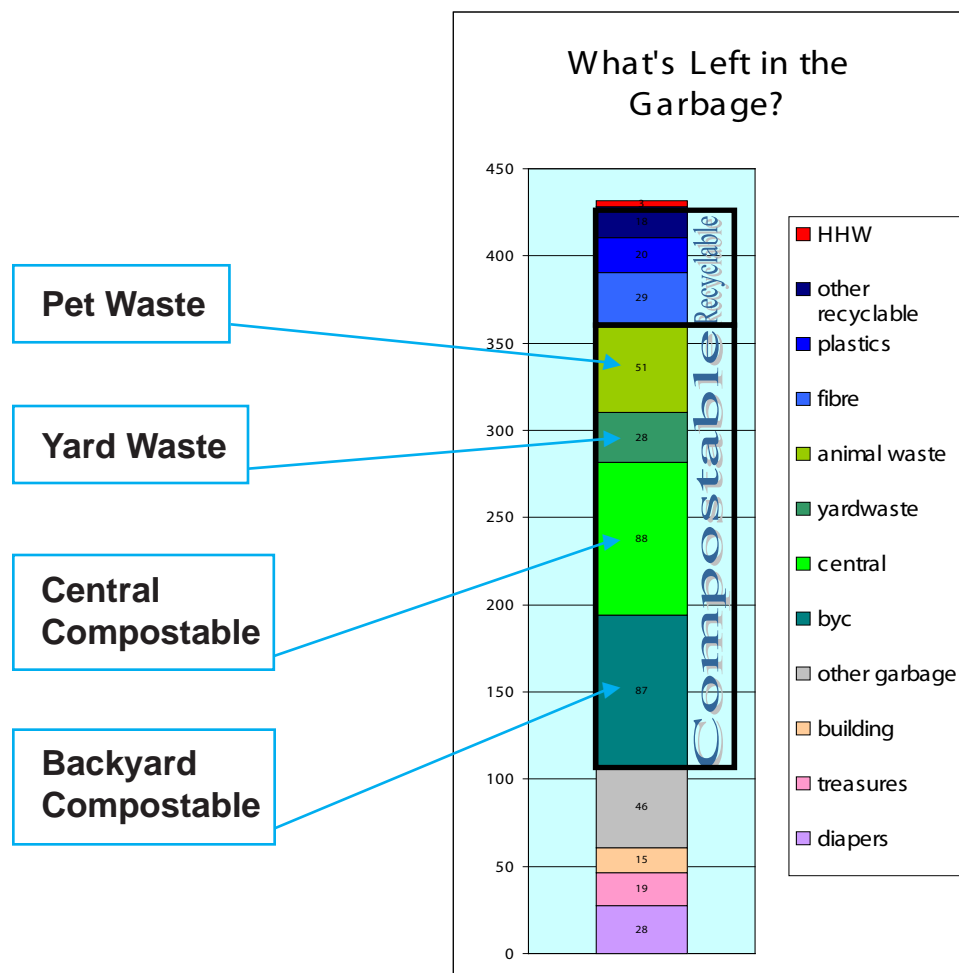 What's Left in the
Garbage?
Pet Waste
Yard Waste
Central
Compostable
Backyard
Compostable
450
400
350
300
250
200
150
100
50
0
3
18
20
29
51
28
88
87
46
15
19
28
Recyclable
Compostable
HHW
other
recyclable
plastics
fibre
animal waste
yardwaste
central
byc
other garbage
building
treasures
diapers